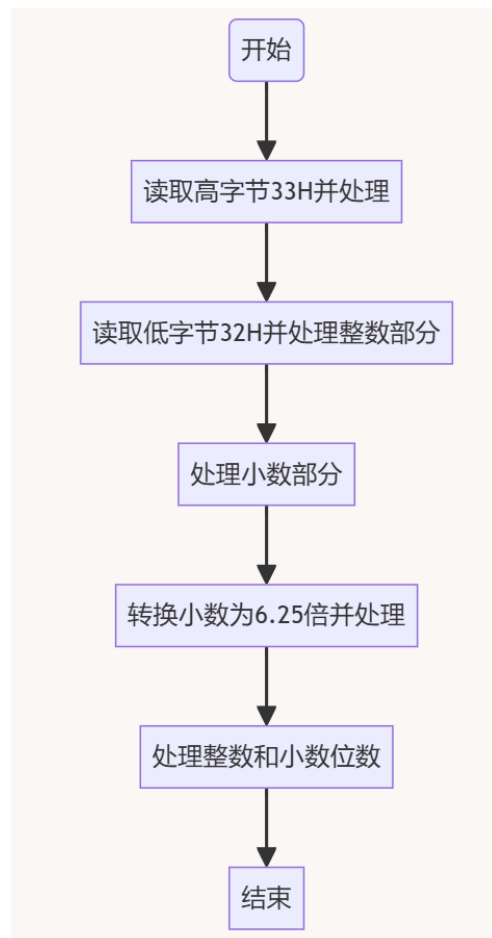 开始
读取高字节33H并处理
读取低字节32H并处理整数部分
处理小数部分
转换小数为6.25倍并处理
处理整数和小数位数
结束